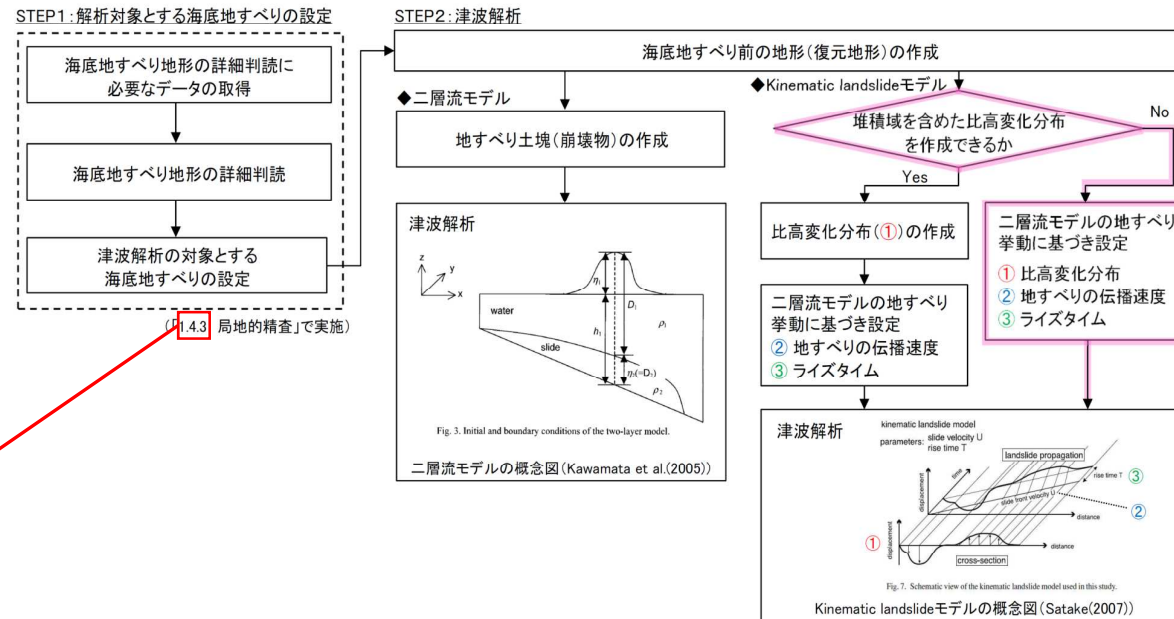 STEP1:解析対象とする海底地すべりの設定
海底地すべり地形の詳細判読に
必要なデータの取得
海底地すべり地形の詳細判読
津波解析の対象とする
海底地すべりの設定
(「1.4.3 局地的精査」で実施)
STEP2:津波解析
海底地すべり前の地形(復元地形)の作成
◆二層流モデル
地すべり土塊(崩壊物)の作成
津波解析
z
y
x
η₁
D₁
water
h₁
ρ₁
slide
η₂(=D₂)
ρ₂
Fig. 3. Initial and boundary conditions of the two-layer model.
二層流モデルの概念図(Kawamata et al.(2005))
◆Kinematic landslideモデル
堆積域を含めた比高変化分布
を作成できるか
No
Yes
比高変化分布(①)の作成
二層流モデルの地すべり
挙動に基づき設定
② 地すべりの伝播速度
③ ライズタイム
二層流モデルの地すべり
挙動に基づき設定
① 比高変化分布
② 地すべりの伝播速度
③ ライズタイム
津波解析
kinematic landslide model
parameters: slide velocity U
rise time T
landslide propagation
time
displacement
rise time T ③
slide front velocity U
②
distance
①
displacement
distance
cross-section
Fig. 7. Schematic view of the kinematic landslide model used in this study.
Kinematic landslideモデルの概念図(Satake(2007))